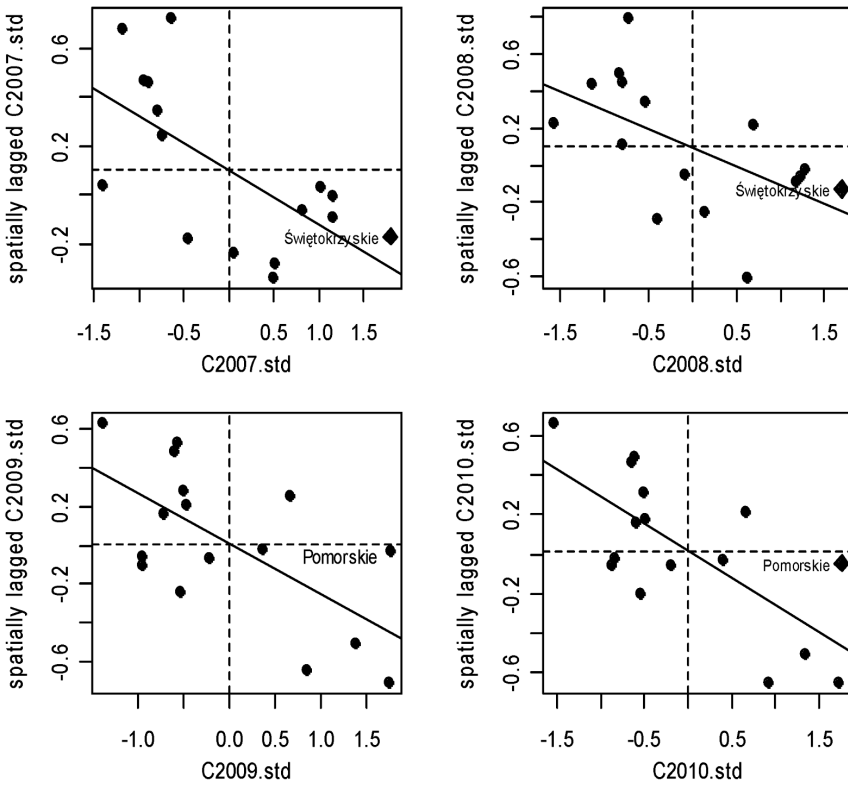 spatially lagged C2007.std
0.6
0.2
-0.2
Świętokrzyskie
-1.5 -0.5 0.5 1.0 1.5
C2007.std
spatially lagged C2008.std
0.6
0.2
-0.2
-0.6
Świętokrzyskie
-1.5 -0.5 0.5 1.5
C2008.std
spatially lagged C2009.std
0.6
0.2
-0.2
-0.6
Pomorskie
-1.0 0.0 0.5 1.0 1.5
C2009.std
spatially lagged C2010.std
0.6
0.2
-0.2
-0.6
Pomorskie
-1.5 -0.5 0.5 1.5
C2010.std